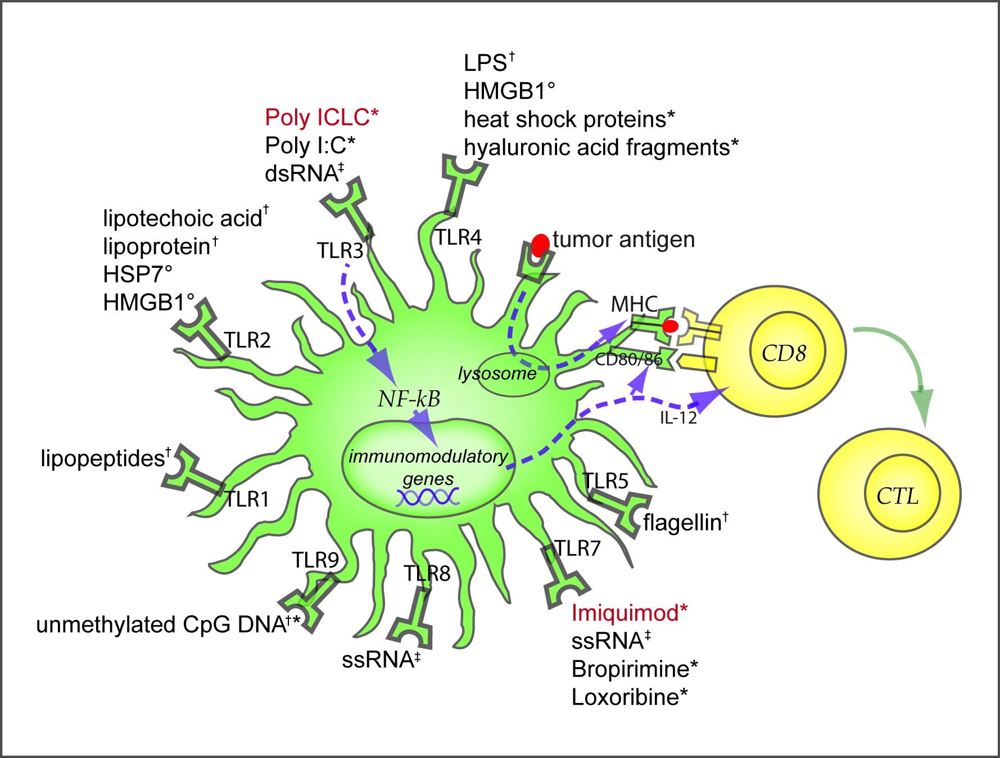 LPS†
HMGB1°
heat shock proteins*
hyaluronic acid fragments*
Poly ICLC*
Poly I:C*
dsRNA‡
lipotechoic acid†
lipoprotein†
HSP7°
HMGB1°
TLR3
TLR4
tumor antigen
TLR2
MHC
CD80/86
CD8
lysosome
NF-kB
IL-12
immunomodulatory
genes
lipopeptides†
TLR1
TLR5
flagellin†
CTL
TLR9
TLR8
TLR7
unmethylated CpG DNA†*
ssRNA‡
Imiquimod*
ssRNA‡
Bropirimine*
Loxoribine*